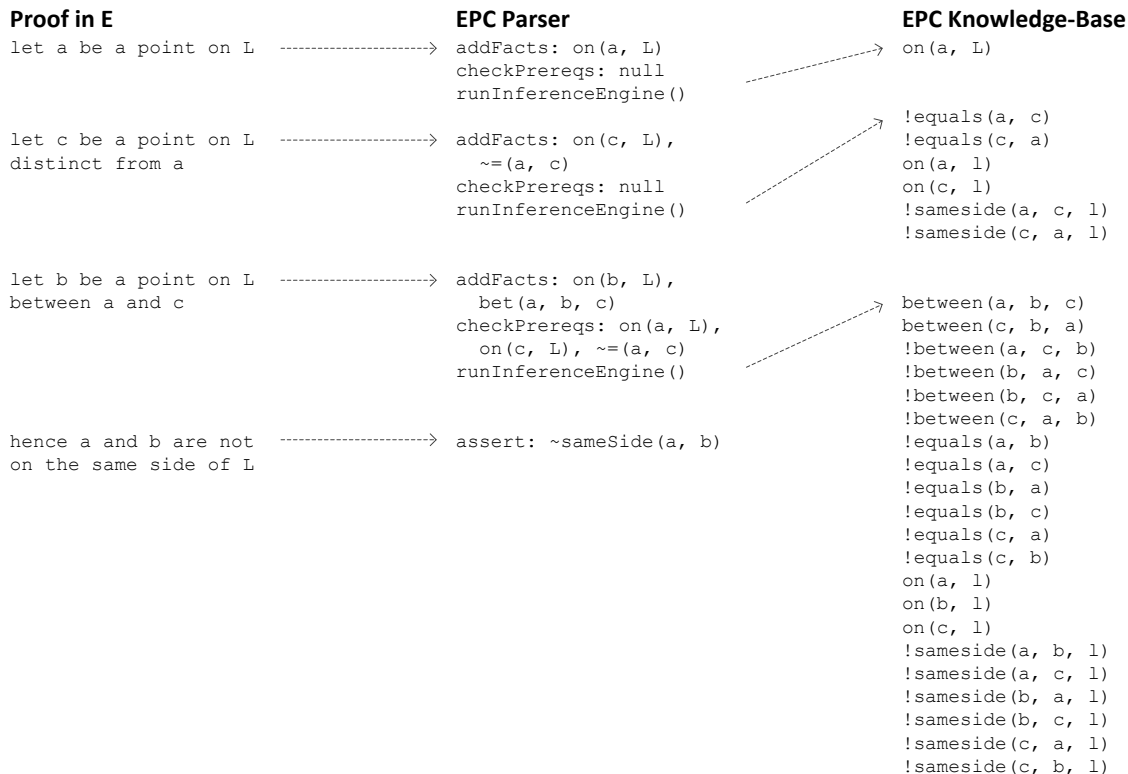 Proof in E
let a be a point on L
let c be a point on L
distinct from a
let b be a point on L
between a and c
hence a and b are not
on the same side of L
EPC Parser
addFacts: on(a, L)
checkPrereqs: null
runInferenceEngine()
addFacts: on(c, L),
~=(a, c)
checkPrereqs: null
runInferenceEngine()
addFacts: on(b, L),
bet(a, b, c)
checkPrereqs: on(a, L),
on(c, L), ~=(a, c)
runInferenceEngine()
assert: ~sameSide(a, b)
EPC Knowledge-Base
on(a, L)
!equals(a, c)
!equals(c, a)
on(a, l)
on(c, l)
!sameside(a, c, l)
!sameside(c, a, l)
between(a, b, c)
between(c, b, a)
!between(a, c, b)
!between(b, a, c)
!between(b, c, a)
!between(c, a, b)
!equals(a, b)
!equals(a, c)
!equals(b, a)
!equals(b, c)
!equals(c, a)
!equals(c, b)
on(a, l)
on(b, l)
on(c, l)
!sameside(a, b, l)
!sameside(a, c, l)
!sameside(b, a, l)
!sameside(b, c, l)
!sameside(c, a, l)
!sameside(c, b, l)